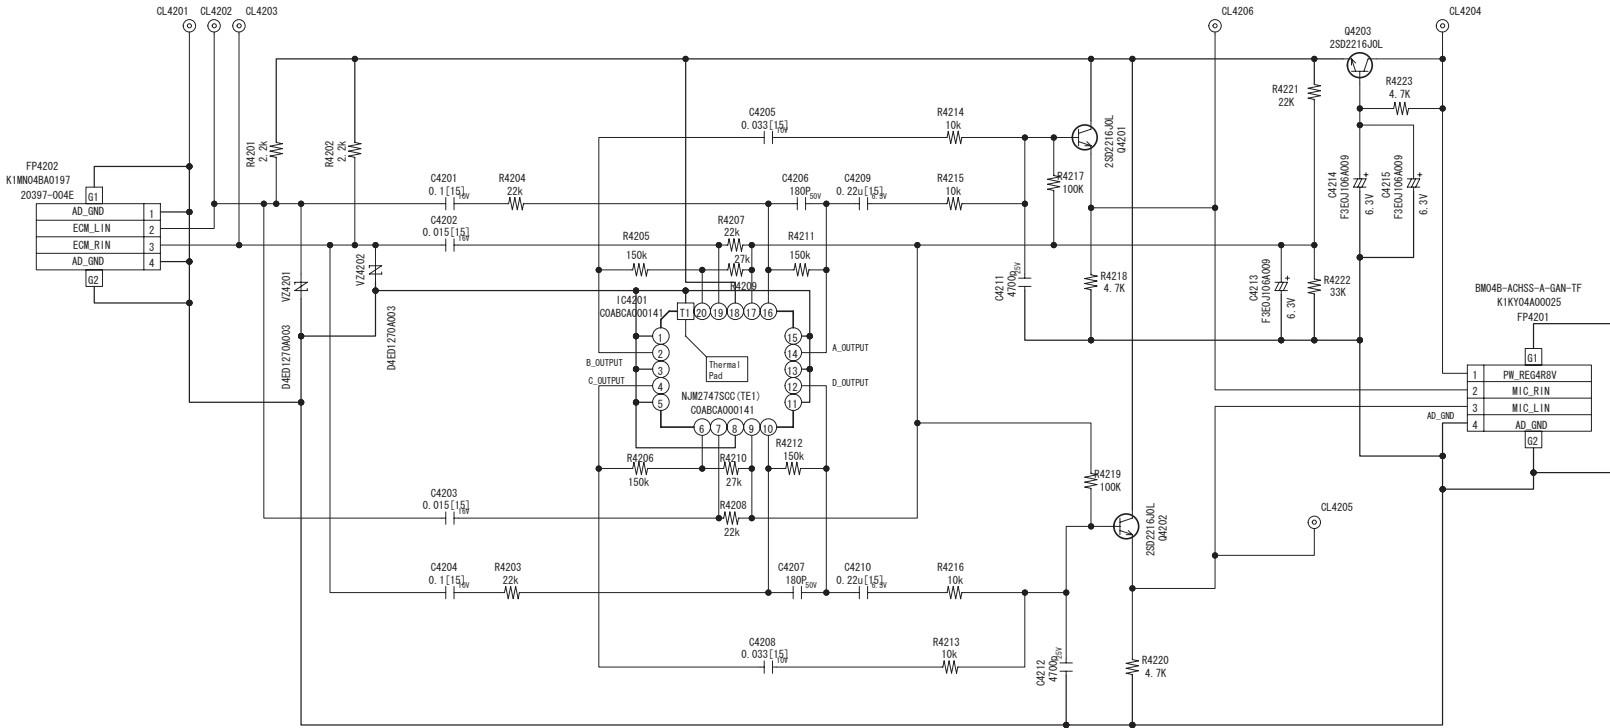 CL4201
CL4202
CL4203
CL4206
CL4204
Q4203
2SD2216J0L
R4221
22K
R4223
4.7K
C4205
0.033[15]
10V
R4214
10k
2SD2216J0L
Q4201
R4201
2.2k
R4202
2.2k
FP4202
K1MN04BA0197
20397-004E
G1
AD_GND 1
ECM_LIN 2
ECM_RIN 3
AD_GND 4
G2
C4201
0.1[15]
16V
R4204
22k
C4206
180P
50V
C4209
0.22u[15]
6.3V
R4215
10k
R4217
100K
C4214
F3E0J106A009
6.3V
+
C4215
F3E0J106A009
6.3V
+
C4202
0.015[15]
16V
R4207
22k
R4205
150k
27k
R4209
R4211
150k
VZ4201
D4ED1270A003
VZ4202
D4ED1270A003
C4211
4700p
25V
R4218
4.7K
C4213
F3E0J106A009
6.3V
+
R4222
33K
IC4201
C0ABCA000141
T1 20 19 18 17 16
1
2
3
4
5
15
14
13
12
11
6 7 8 9 10
B_OUTPUT
C_OUTPUT
A_OUTPUT
D_OUTPUT
Thermal
Pad
NJM2747SCC(TE1)
C0ABCA000141
BM04B-ACHSS-A-GAN-TF
K1KY04A00025
FP4201
G1
1 PW_REG4R8V
2 MIC_RIN
3 MIC_LIN
4 AD_GND
G2
AD_GND
R4206
150k
R4210
27k
R4212
150k
R4208
22k
C4203
0.015[15]
16V
R4219
100K
2SD2216J0L
Q4202
CL4205
C4204
0.1[15]
16V
R4203
22k
C4207
180P
50V
C4210
0.22u[15]
6.3V
R4216
10k
C4208
0.033[15]
10V
R4213
10k
C4212
4700p
25V
R4220
4.7K